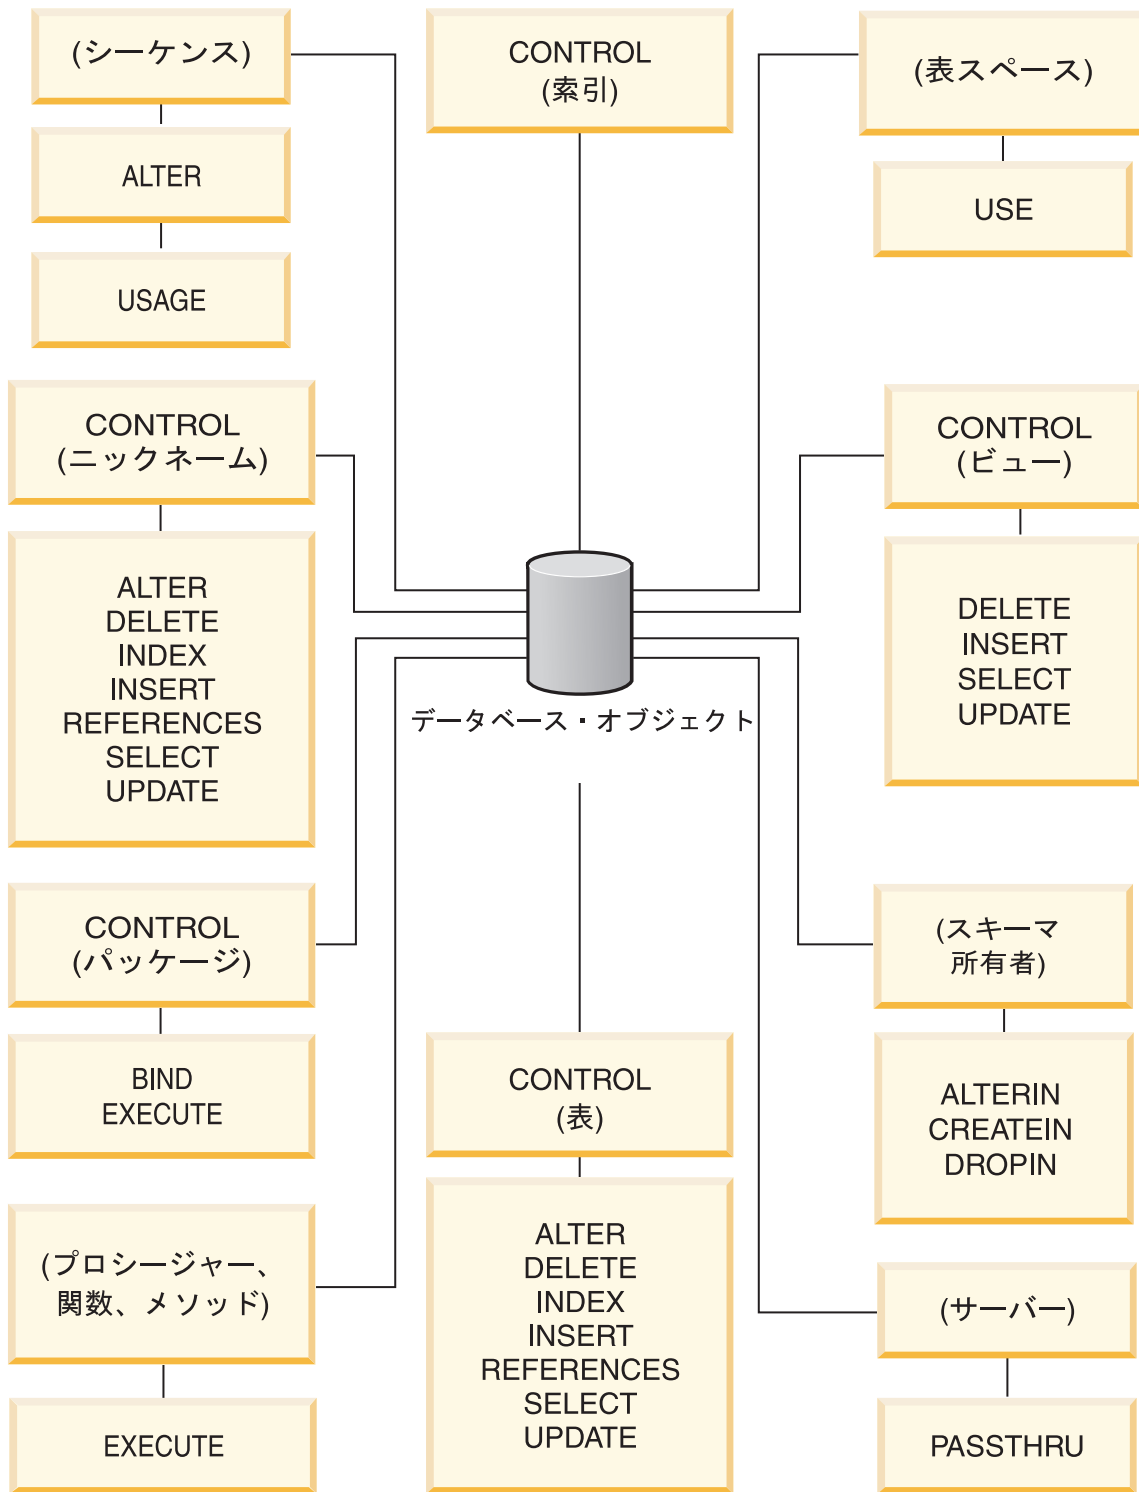 (シーケンス)
ALTER
USAGE
CONTROL
(索引)
(表スペース)
USE
CONTROL
(ニックネーム)
ALTER
DELETE
INDEX
INSERT
REFERENCES
SELECT
UPDATE
CONTROL
(ビュー)
DELETE
INSERT
SELECT
UPDATE
データベース・オブジェクト
CONTROL
(パッケージ)
BIND
EXECUTE
(スキーマ
所有者)
ALTERIN
CREATEIN
DROPIN
CONTROL
(表)
ALTER
DELETE
INDEX
INSERT
REFERENCES
SELECT
UPDATE
(プロシージャー、
関数、メソッド)
EXECUTE
(サーバー)
PASSTHRU